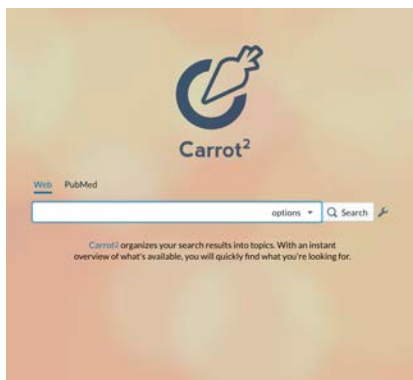 Carrot²
Web PubMed
options Search
Carrot² organizes your search results into topics. With an instant
overview of what's available, you will quickly find what you're looking for.